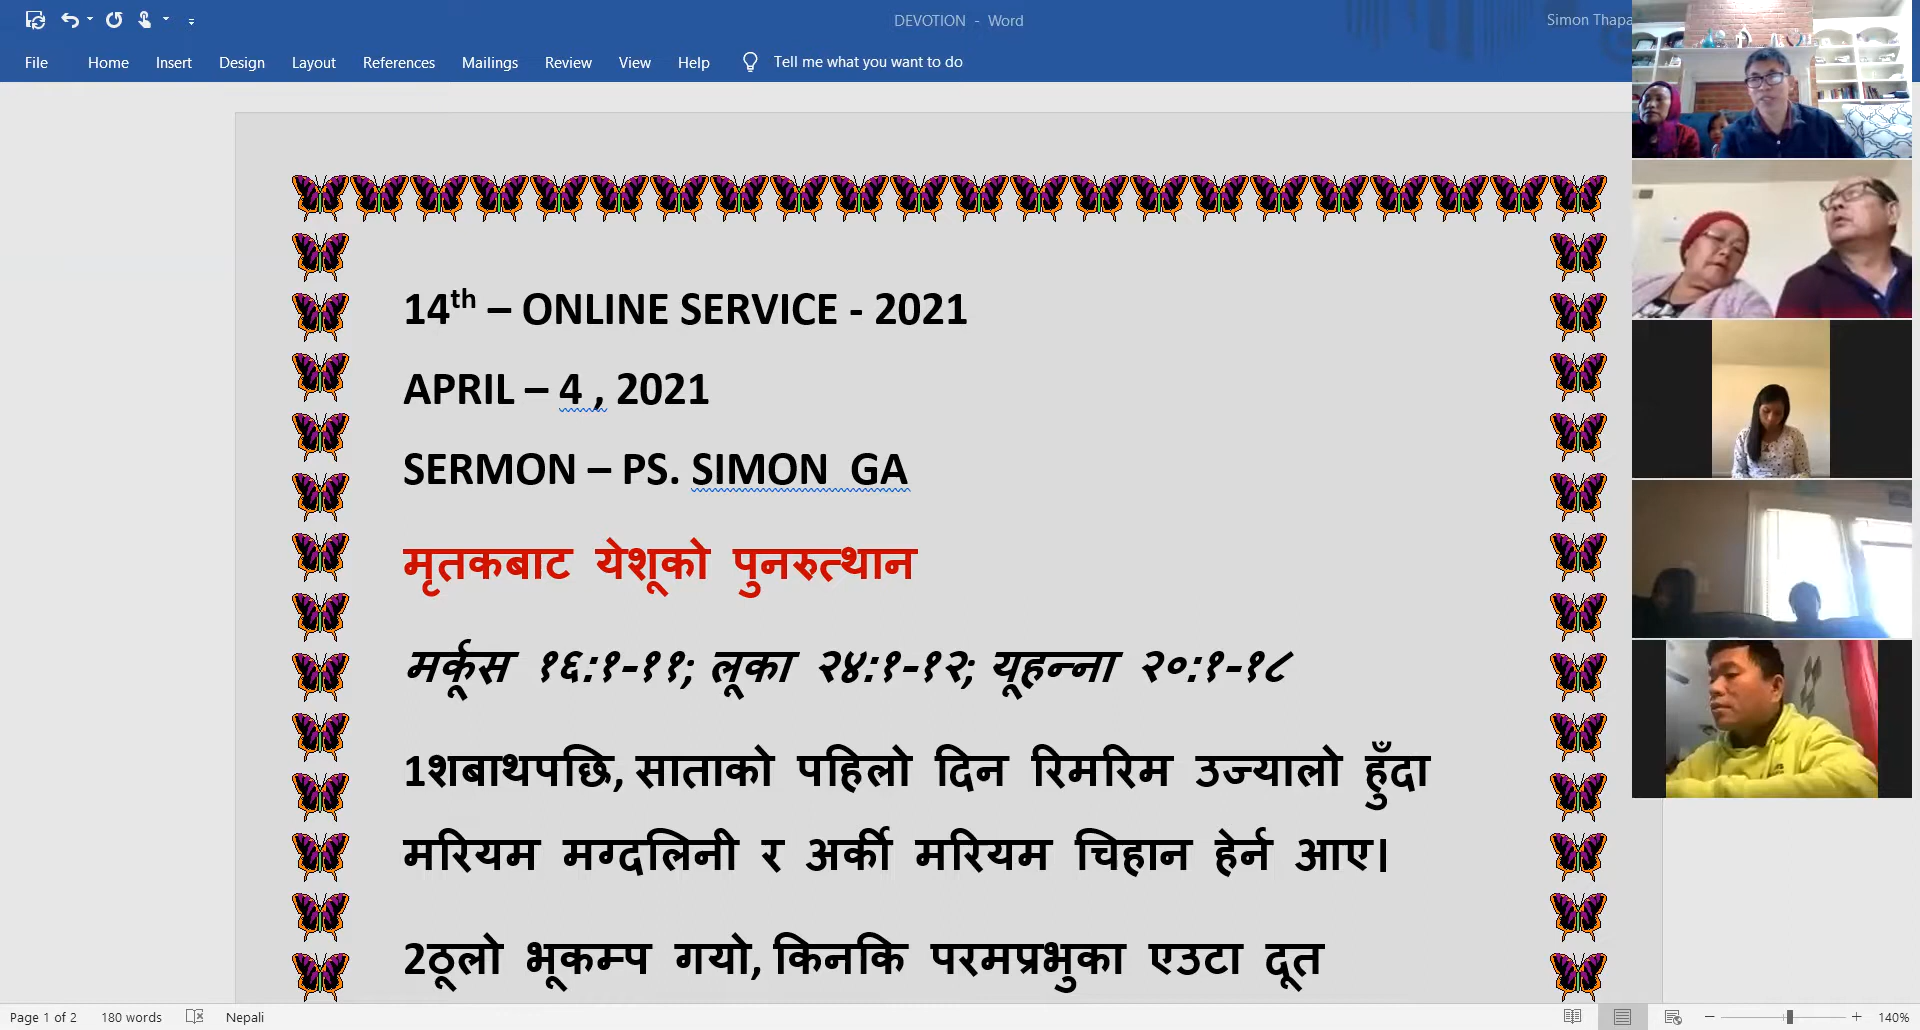 DEVOTION - Word
Simon Thapa
File Home Insert Design Layout References Mailings Review View Help Tell me what you want to do
14th – ONLINE SERVICE - 2021
APRIL – 4 , 2021
SERMON – PS. SIMON GA
मृतकबाट येशूको पुनरुत्थान
मर्कूस १६:१-११; लूका २४:१-१२; यूहन्ना २०:१-१८
1शबाथपछि, साताको पहिलो दिन रिमरिम उज्यालो हुँदा
मरियम मग्दलिनी र अर्की मरियम चिहान हेर्न आए।
2ठूलो भूकम्प गयो, किनकि परमप्रभुका एउटा दूत
Page 1 of 2 180 words Nepali 140%